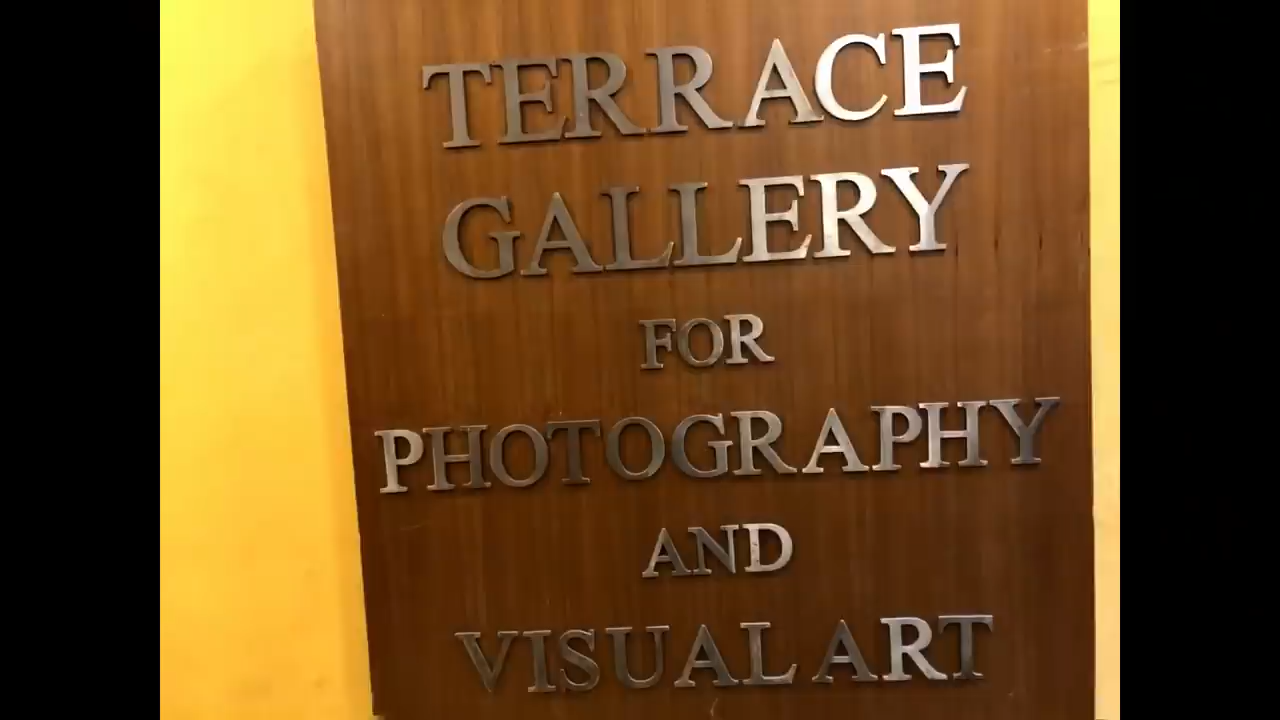 TERRACE
GALLERY
FOR
PHOTOGRAPHY
AND
VISUAL ART